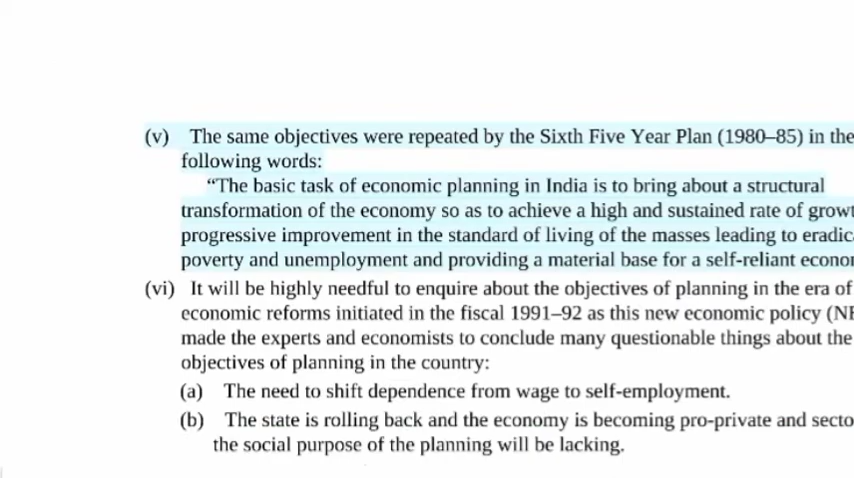 (v) The same objectives were repeated by the Sixth Five Year Plan (1980–85) in the
following words:
“The basic task of economic planning in India is to bring about a structural
transformation of the economy so as to achieve a high and sustained rate of
progressive improvement in the standard of living of the masses leading to
poverty and unemployment and providing a material base for a self-reliant
(vi) It will be highly needful to enquire about the objectives of planning in the era of
economic reforms initiated in the fiscal 1991–92 as this new economic policy
made the experts and economists to conclude many questionable things about the
objectives of planning in the country:
(a) The need to shift dependence from wage to self-employment.
(b) The state is rolling back and the economy is becoming pro-private and
the social purpose of the planning will be lacking.